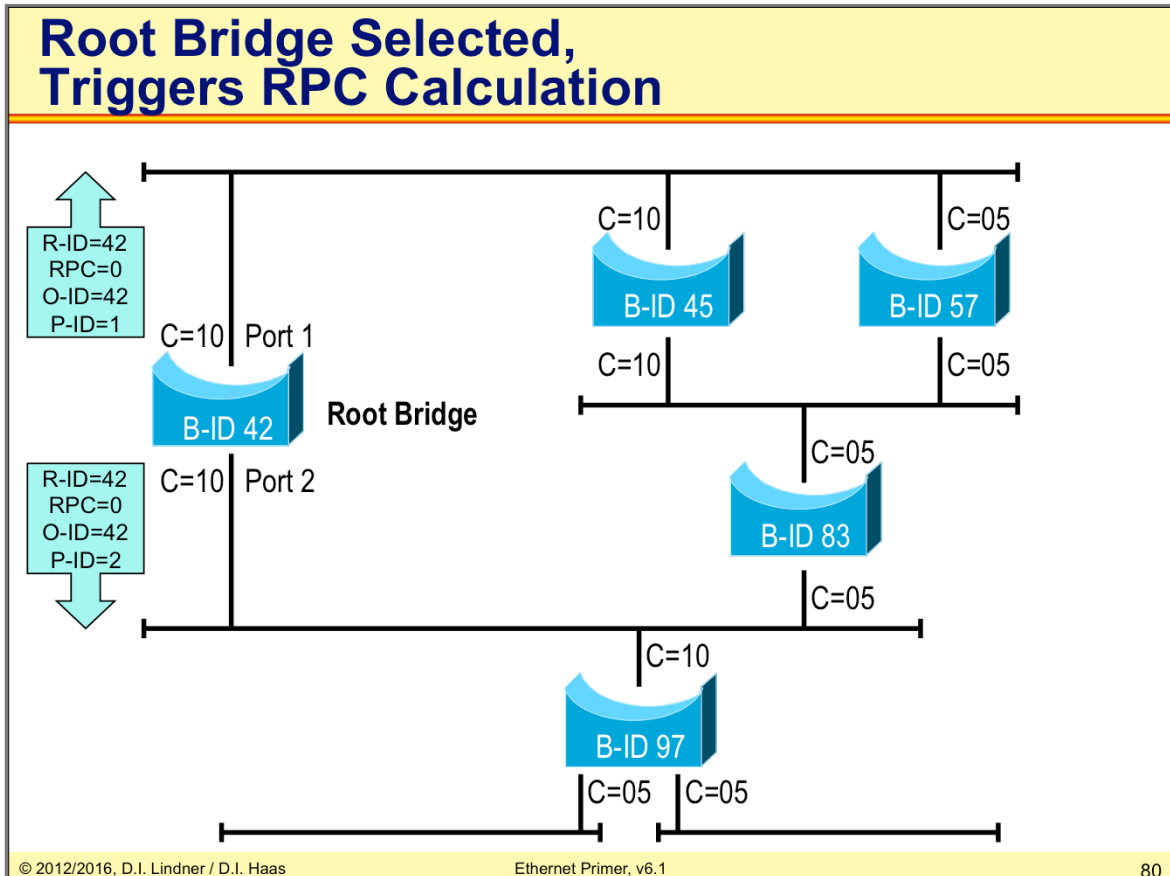 Root Bridge Selected,
Triggers RPC Calculation
R-ID=42
RPC=0
O-ID=42
P-ID=1
C=10 Port 1
B-ID 42
Root Bridge
C=10 Port 2
R-ID=42
RPC=0
O-ID=42
P-ID=2
C=10
B-ID 45
C=10
C=05
B-ID 57
C=05
C=05
B-ID 83
C=05
C=10
B-ID 97
C=05
C=05
© 2012/2016, D.I. Lindner / D.I. Haas
Ethernet Primer, v6.1
80